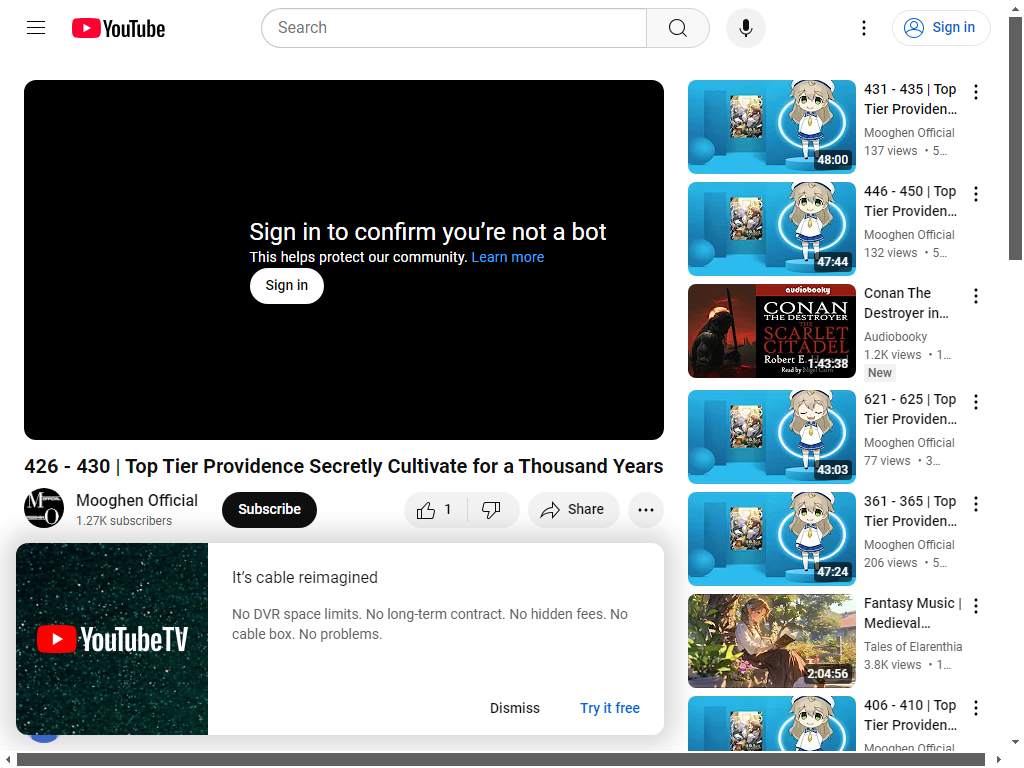 YouTube
Search
Sign in
Sign in to confirm you’re not a bot
This helps protect our community. Learn more
Sign in
426 - 430 | Top Tier Providence Secretly Cultivate for a Thousand Years
Mooghen Official
1.27K subscribers
Subscribe
1
Share
YouTubeTV
It’s cable reimagined
No DVR space limits. No long-term contract. No hidden fees. No
cable box. No problems.
Dismiss
Try it free
48:00
431 - 435 | Top
Tier Providen…
Mooghen Official
137 views • 5…
47:44
446 - 450 | Top
Tier Providen…
Mooghen Official
132 views • 5…
audiobooky
CONAN
THE DESTROYER
THE
SCARLET
CITADEL
Robert E.
Read by Nigel
1:43:38
Conan The
Destroyer in…
Audiobooky
1.2K views • 1…
New
43:03
621 - 625 | Top
Tier Providen…
Mooghen Official
77 views • 3…
47:24
361 - 365 | Top
Tier Providen…
Mooghen Official
206 views • 5…
2:04:56
Fantasy Music |
Medieval…
Tales of Elarenthia
3.8K views • 1…
406 - 410 | Top
Tier Providen…
Mooghen Official